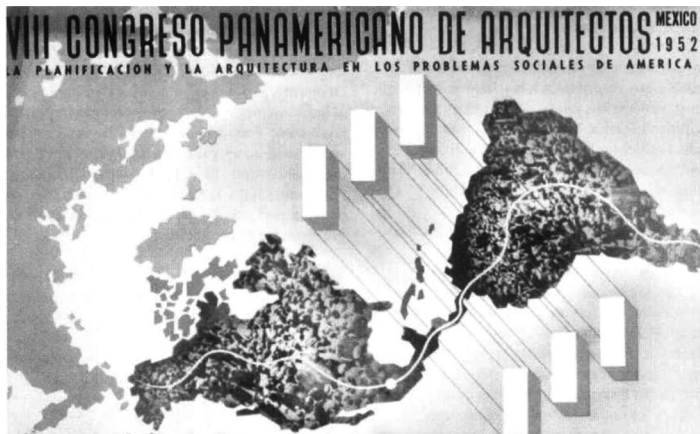 VIII CONGRESO PANAMERICANO DE ARQUITECTOS MEXICO 1952
LA PLANIFICACION Y LA ARQUITECTURA EN LOS PROBLEMAS SOCIALES DE AMERICA